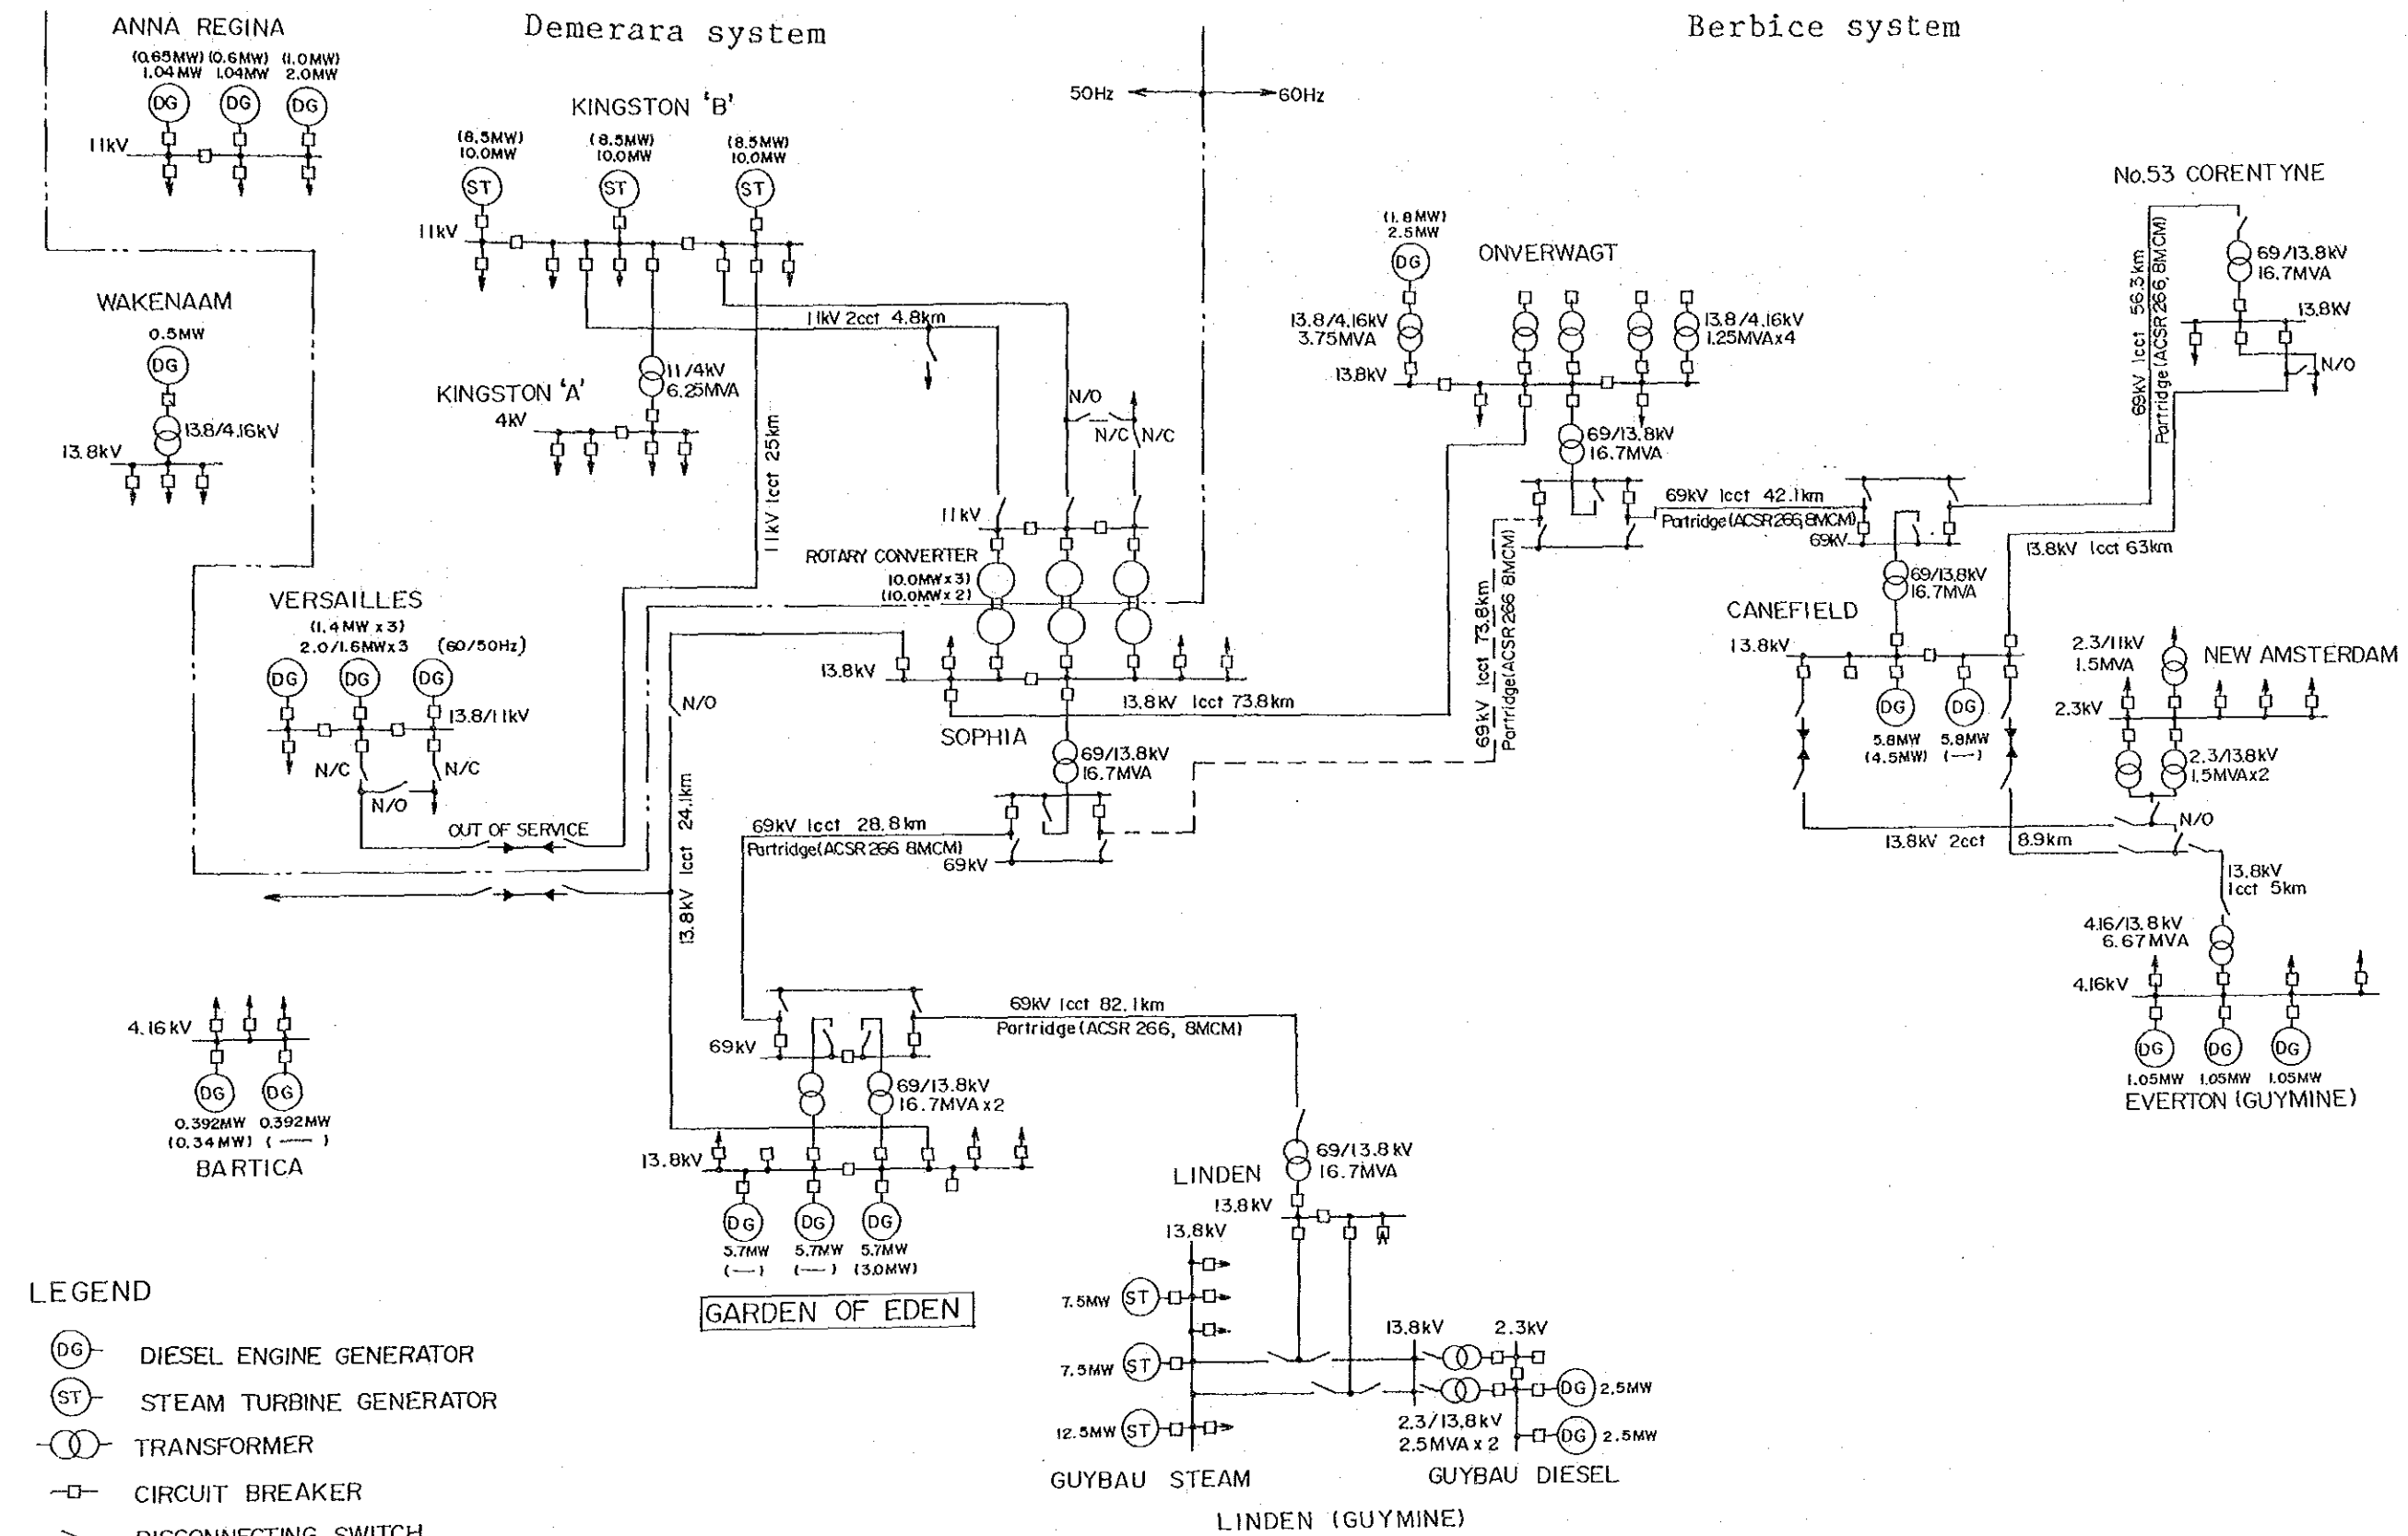 Demerara system
Berbice system
50Hz
60Hz
ANNA REGINA
(0.65MW) (0.6MW) (1.0MW)
1.04MW 1.04MW 2.0MW
DG DG DG
11kV
KINGSTON 'B'
(8.5MW) (8.5MW) (8.5MW)
10.0MW 10.0MW 10.0MW
ST ST ST
11kV
11kV 2cct 4.8km
11/4kV
6.25MVA
KINGSTON 'A'
4kV
11kV 1cct 25km
WAKENAAM
0.5MW
DG
13.8/4.16kV
13.8kV
N/O
N/C N/C
11kV
ROTARY CONVERTER
10.0MW x 3)
(10.0MW x 2)
13.8kV
13.8kV 1cct 73.8km
SOPHIA
69/13.8kV
16.7MVA
69kV
VERSAILLES
(1.4MW x 3)
2.0/1.6MW x 3 (60/50Hz)
DG DG DG
13.8/11kV
N/C N/C
N/O
OUT OF SERVICE
N/O
13.8kV 1cct 24.1km
69kV 1cct 28.8km
Partridge(ACSR 266 8MCM)
(1.8MW)
2.5MW
DG
ONVERWAGT
13.8/4.16kV
3.75MVA
13.8/4.16kV
1.25MVAx4
13.8kV
69/13.8kV
16.7MVA
69kV 1cct 73.8km
Partridge(ACSR266 8MCM)
69kV 1cct 42.1km
Partridge(ACSR266,8MCM)
69kV
No.53 CORENTYNE
69kV 1cct 56.3km
Partridge(ACSR266,8MCM)
69/13.8kV
16.7MVA
13.8kV
N/O
13.8kV 1cct 63km
69/13.8kV
16.7MVA
CANEFIELD
13.8kV
DG DG
5.8MW 5.8MW
(4.5MW) (—)
2.3/11kV
1.5MVA
NEW AMSTERDAM
2.3kV
2.3/13.8kV
1.5MVAx2
N/O
13.8kV 2cct 8.9km
13.8kV
1cct 5km
4.16/13.8kV
6.67MVA
4.16kV
DG DG DG
1.05MW 1.05MW 1.05MW
EVERTON (GUYMINE)
4.16kV
DG DG
0.392MW 0.392MW
(0.34MW) (—)
BARTICA
69kV 1cct 82.1km
Partridge(ACSR 266, 8MCM)
69kV
69/13.8kV
16.7MVAx2
13.8kV
DG DG DG
5.7MW 5.7MW 5.7MW
(—) (—) (3.0MW)
GARDEN OF EDEN
69/13.8kV
16.7MVA
LINDEN
13.8kV
13.8kV
7.5MW ST
7.5MW ST
12.5MW ST
13.8kV 2.3kV
DG 2.5MW
2.3/13.8kV
2.5MVA x 2
DG 2.5MW
GUYBAU STEAM
GUYBAU DIESEL
LINDEN (GUYMINE)
LEGEND
DG DIESEL ENGINE GENERATOR
ST STEAM TURBINE GENERATOR
TRANSFORMER
CIRCUIT BREAKER
DISCONNECTING SWITCH